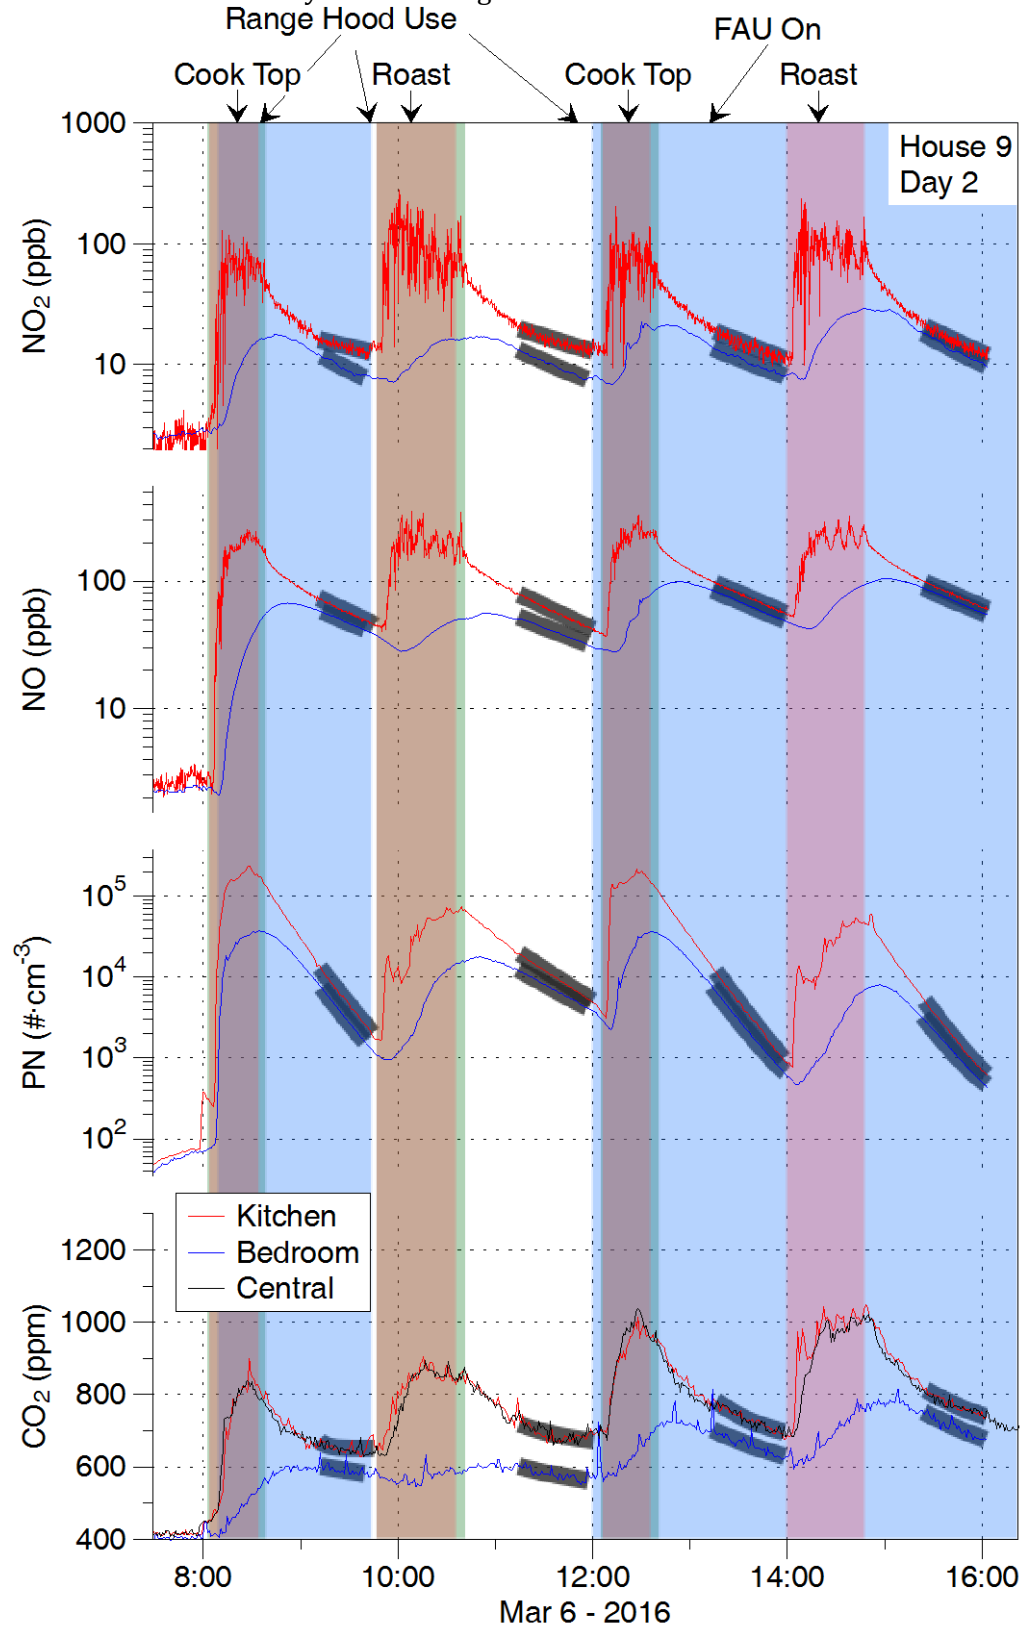 Range Hood Use
FAU On
Cook Top
Roast
Cook Top
Roast
House 9
Day 2
1000
100
10
NO2 (ppb)
100
10
NO (ppb)
10^5
10^4
10^3
10^2
PN (#·cm-3)
Kitchen
Bedroom
Central
1200
1000
800
600
400
CO2 (ppm)
8:00
10:00
12:00
14:00
16:00
Mar 6 - 2016